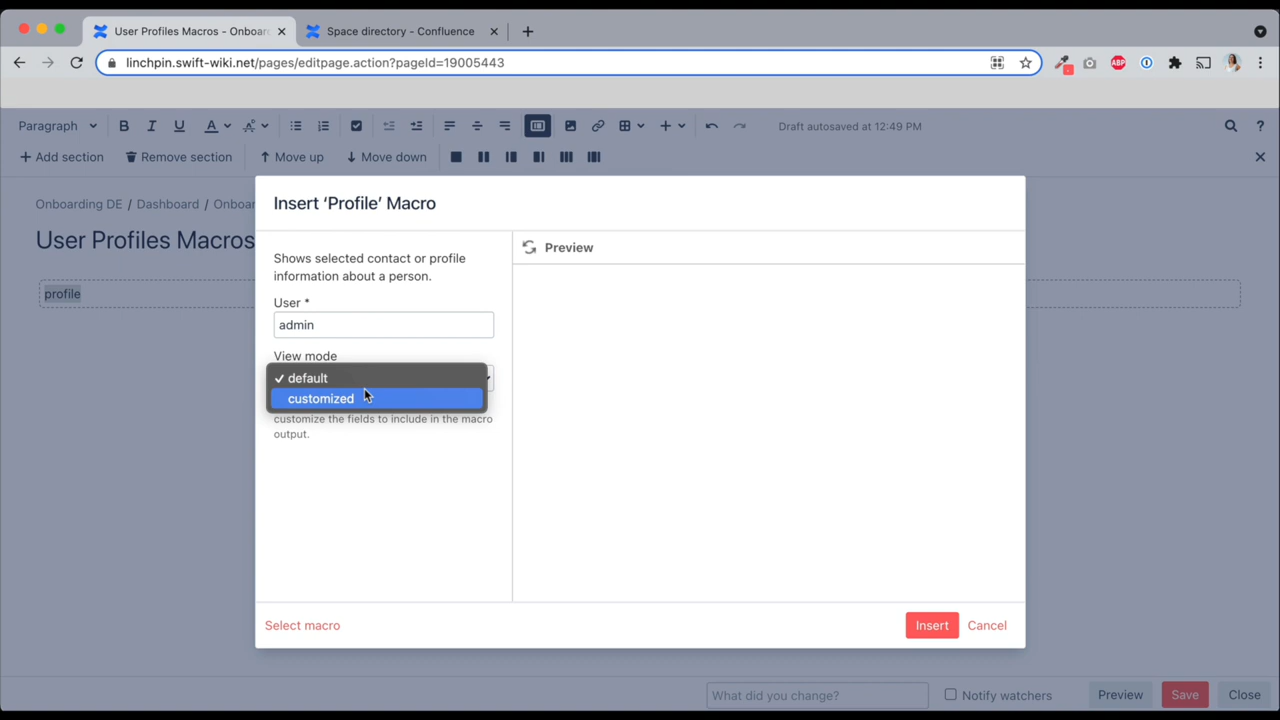 User Profiles Macros - Onboar
Space directory - Confluence
linchpin.swift-wiki.net/pages/editpage.action?pageId=19005443
ABP
Paragraph
B I U A
Draft autosaved at 12:49 PM
?
Add section
Remove section
Move up
Move down
Onboarding DE / Dashboard / Onboar
User Profiles Macros
profile
Insert ‘Profile’ Macro
Shows selected contact or profile
information about a person.
User *
admin
View mode
✓ default
customized
customize the fields to include in the macro
output.
Preview
Select macro
Insert
Cancel
What did you change?
Notify watchers
Preview
Save
Close